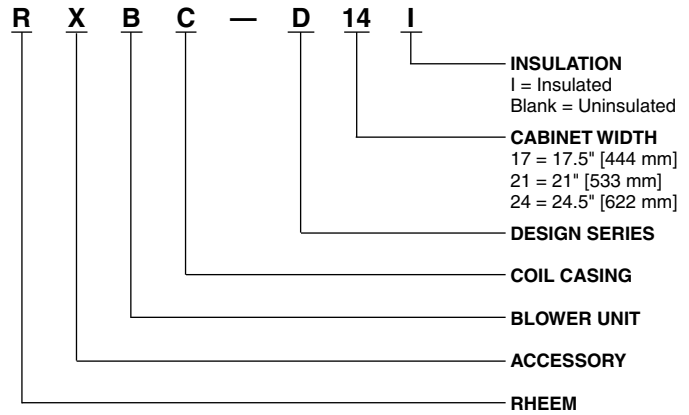 R X B C — D 14 I
INSULATION
I = Insulated
Blank = Uninsulated
CABINET WIDTH
17 = 17.5" [444 mm]
21 = 21" [533 mm]
24 = 24.5" [622 mm]
DESIGN SERIES
COIL CASING
BLOWER UNIT
ACCESSORY
RHEEM